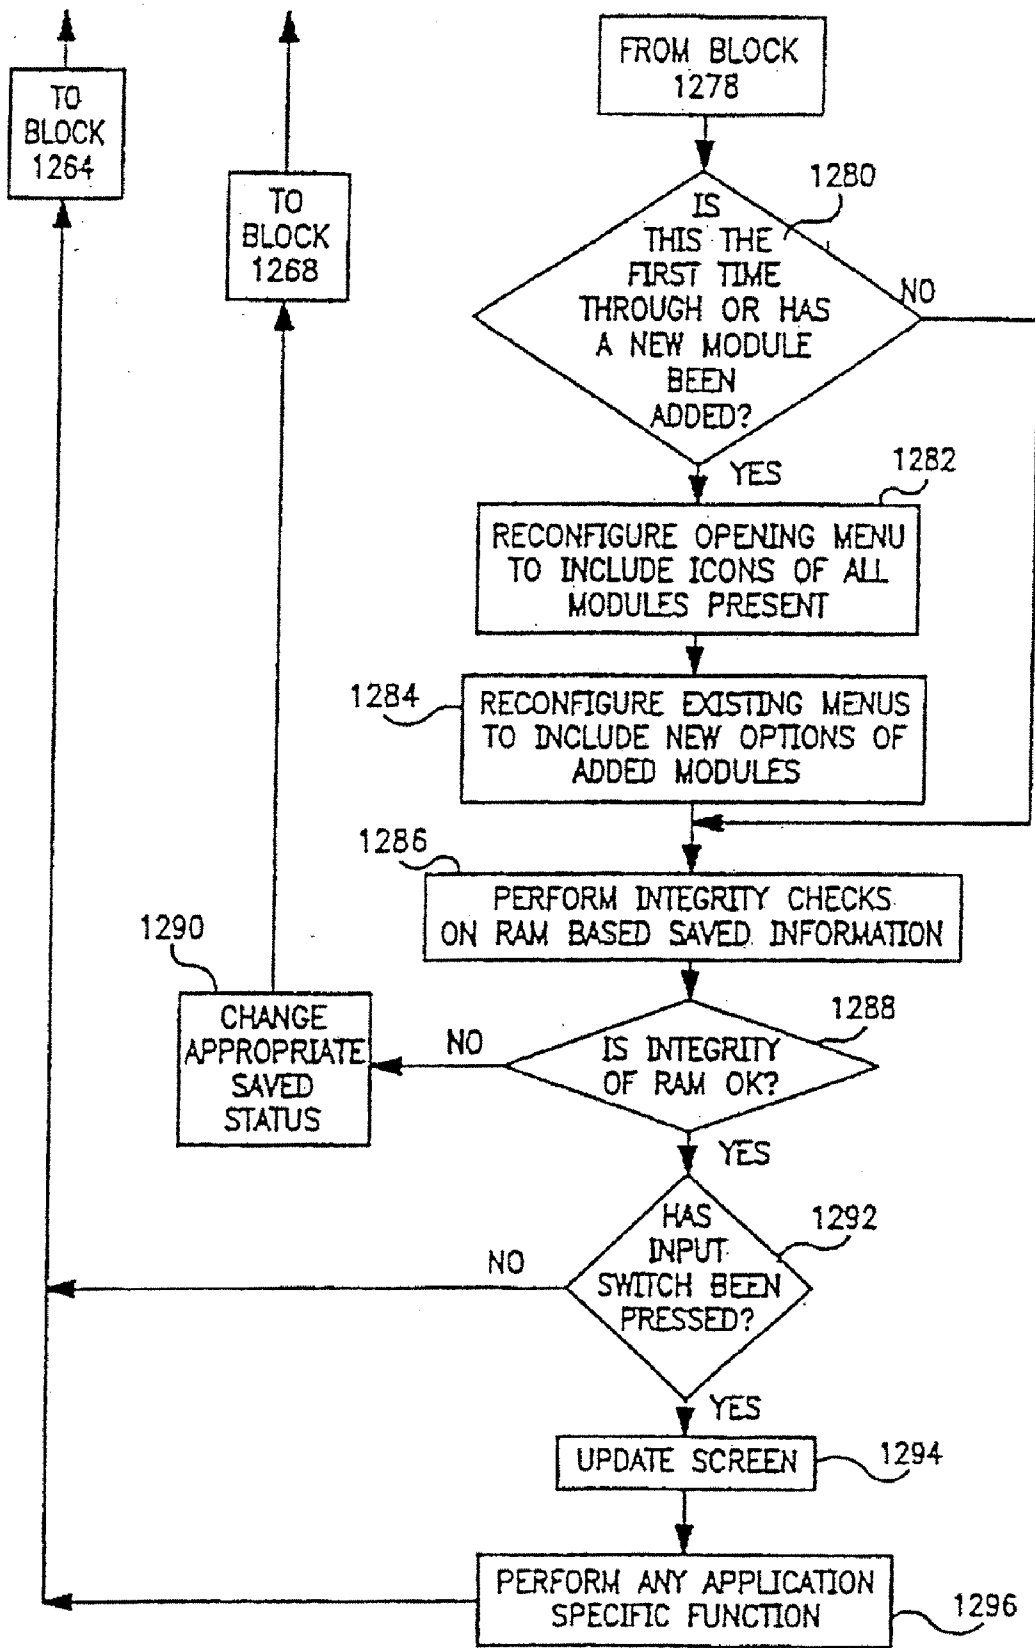 FROM BLOCK
1278
TO
BLOCK
1264
TO
BLOCK
1268
1280
IS
THIS THE
FIRST TIME
THROUGH OR HAS
A NEW MODULE
BEEN
ADDED?
NO
YES
1282
RECONFIGURE OPENING MENU
TO INCLUDE ICONS OF ALL
MODULES PRESENT
1284
RECONFIGURE EXISTING MENUS
TO INCLUDE NEW OPTIONS OF
ADDED MODULES
1286
PERFORM INTEGRITY CHECKS
ON RAM BASED SAVED INFORMATION
1290
CHANGE
APPROPRIATE
SAVED
STATUS
NO
1288
IS INTEGRITY
OF RAM OK?
YES
1292
HAS
INPUT
SWITCH BEEN
PRESSED?
NO
YES
UPDATE SCREEN
1294
PERFORM ANY APPLICATION
SPECIFIC FUNCTION
1296